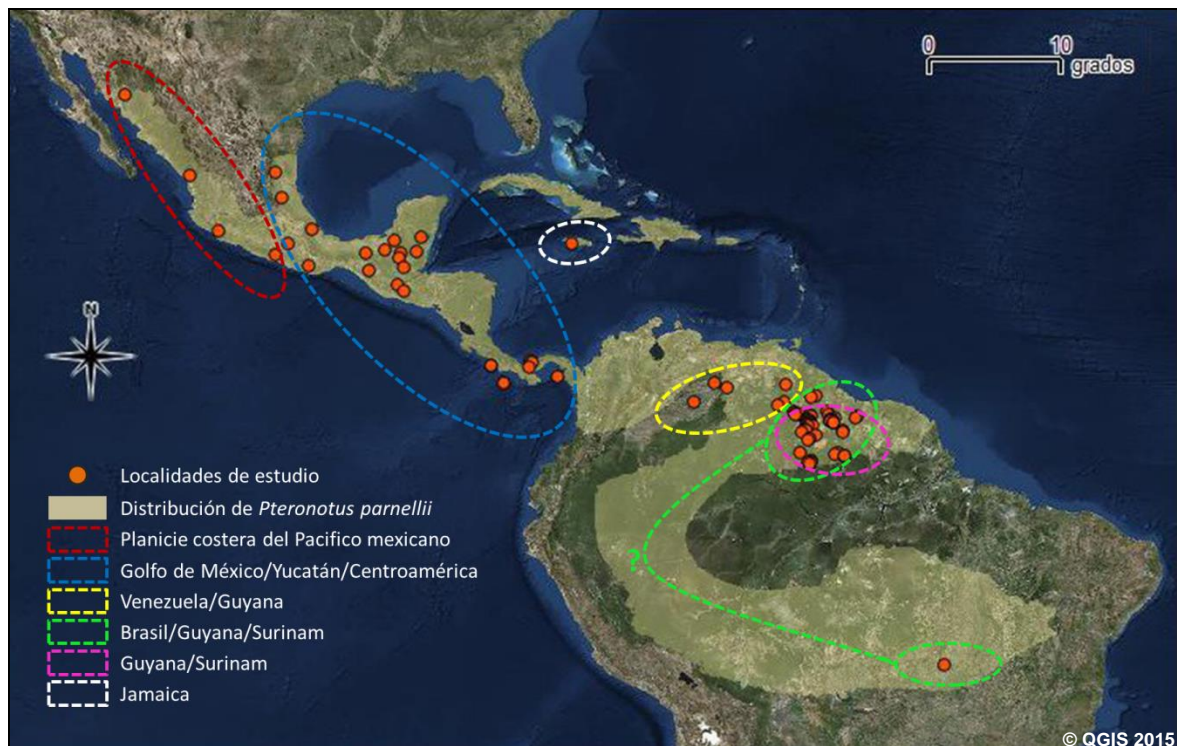 0 10
grados
N
Localidades de estudio
Distribución de Pteronotus parnellii
Planicie costera del Pacifico mexicano
Golfo de México/Yucatán/Centroamérica
Venezuela/Guyana
Brasil/Guyana/Surinam
Guyana/Surinam
Jamaica
?
© QGIS 2015